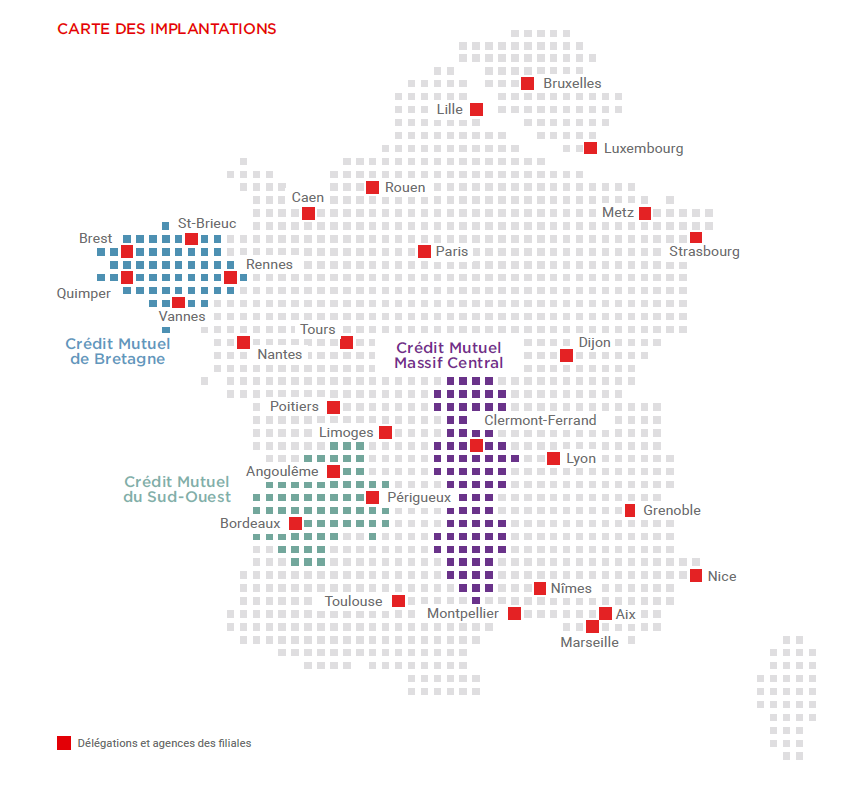 CARTE DES IMPLANTATIONS
Bruxelles
Lille
Luxembourg
Rouen
Caen
Metz
St-Brieuc
Brest
Paris
Strasbourg
Rennes
Quimper
Vannes
Tours
Crédit Mutuel
de Bretagne
Nantes
Dijon
Crédit Mutuel
Massif Central
Poitiers
Clermont-Ferrand
Limoges
Lyon
Angoulême
Crédit Mutuel
du Sud-Ouest
Périgueux
Bordeaux
Grenoble
Nice
Nîmes
Toulouse
Montpellier
Aix
Marseille
Délégations et agences des filiales